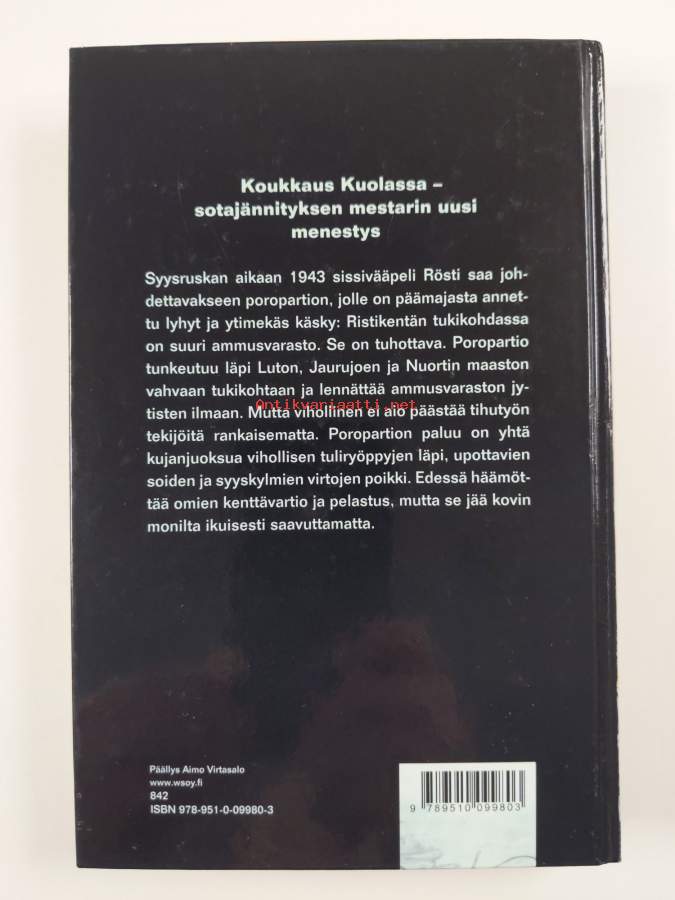 Koukkaus Kuolassa –
sotajännityksen mestarin uusi
menestys
Syysruskan aikaan 1943 sissivääpeli Rösti saa joh-
dettavakseen poropartion, jolle on päämajasta annet-
tu lyhyt ja ytimekäs käsky: Ristikentän tukikohdassa
on suuri ammusvarasto. Se on tuhottava. Poropartio
tunkeutuu läpi Luton, Jaurujoen ja Nuortin maaston
vahvaan tukikohtaan ja lennättää ammusvaraston jy-
tisten ilmaan. Mutta vihollinen ei aio päästää tihutyön
Antikvariaatti.net
tekijöitä rankaisematta. Poropartion paluu on yhtä
kujanjuoksua vihollisen tuliryöppyjen läpi, upottavien
soiden ja syyskylmien virtojen poikki. Edessä häämöt-
tää omien kenttävartio ja pelastus, mutta se jää kovin
monilta ikuisesti saavuttamatta.
Päällys Aimo Virtasalo
www.wsoy.fi
842
ISBN 978-951-0-09980-3
9 789510 099803